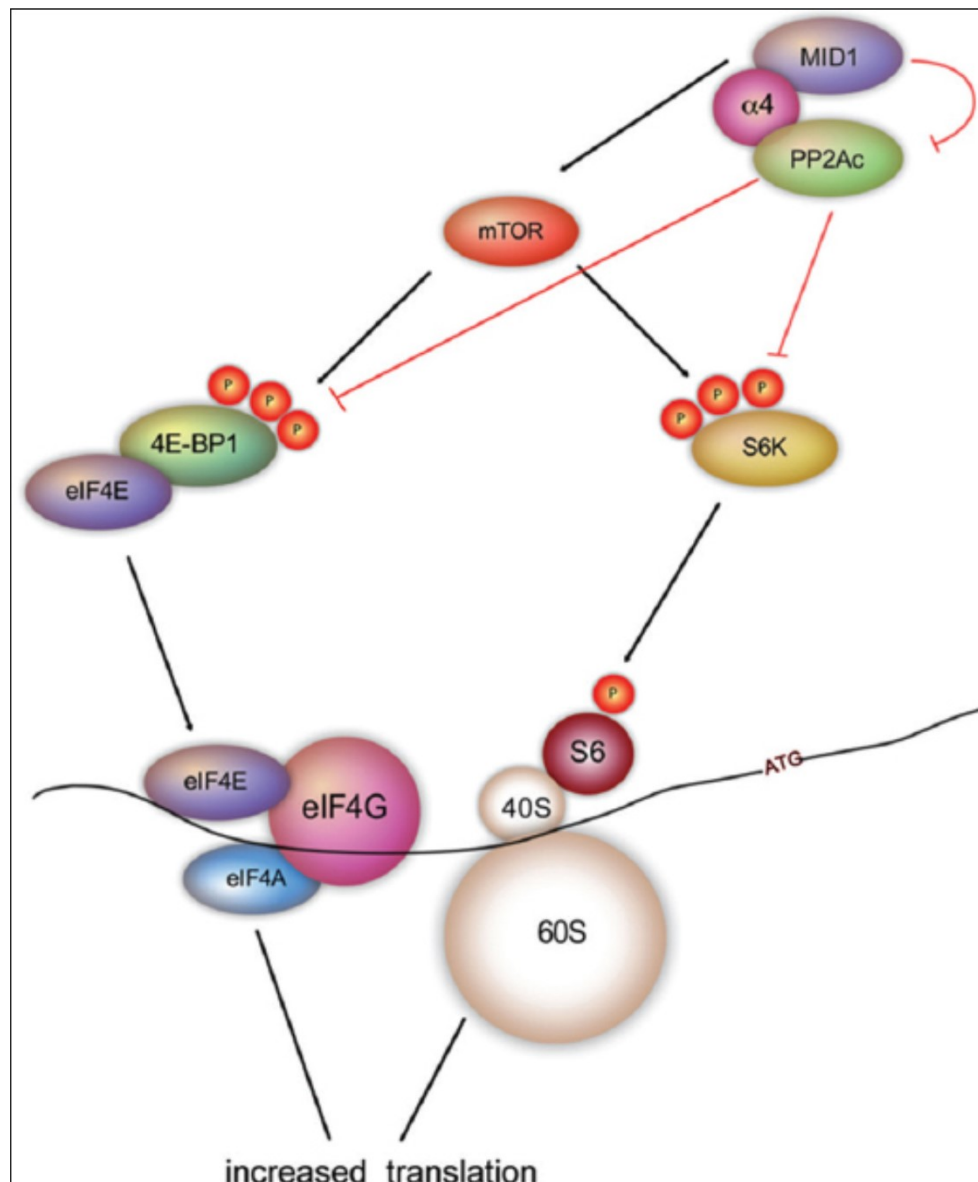 MID1
α4
PP2Ac
mTOR
P
P
P
4E-BP1
eIF4E
P
P
P
S6K
P
S6
eIF4E
eIF4G
40S
ATG
eIF4A
60S
increased translation